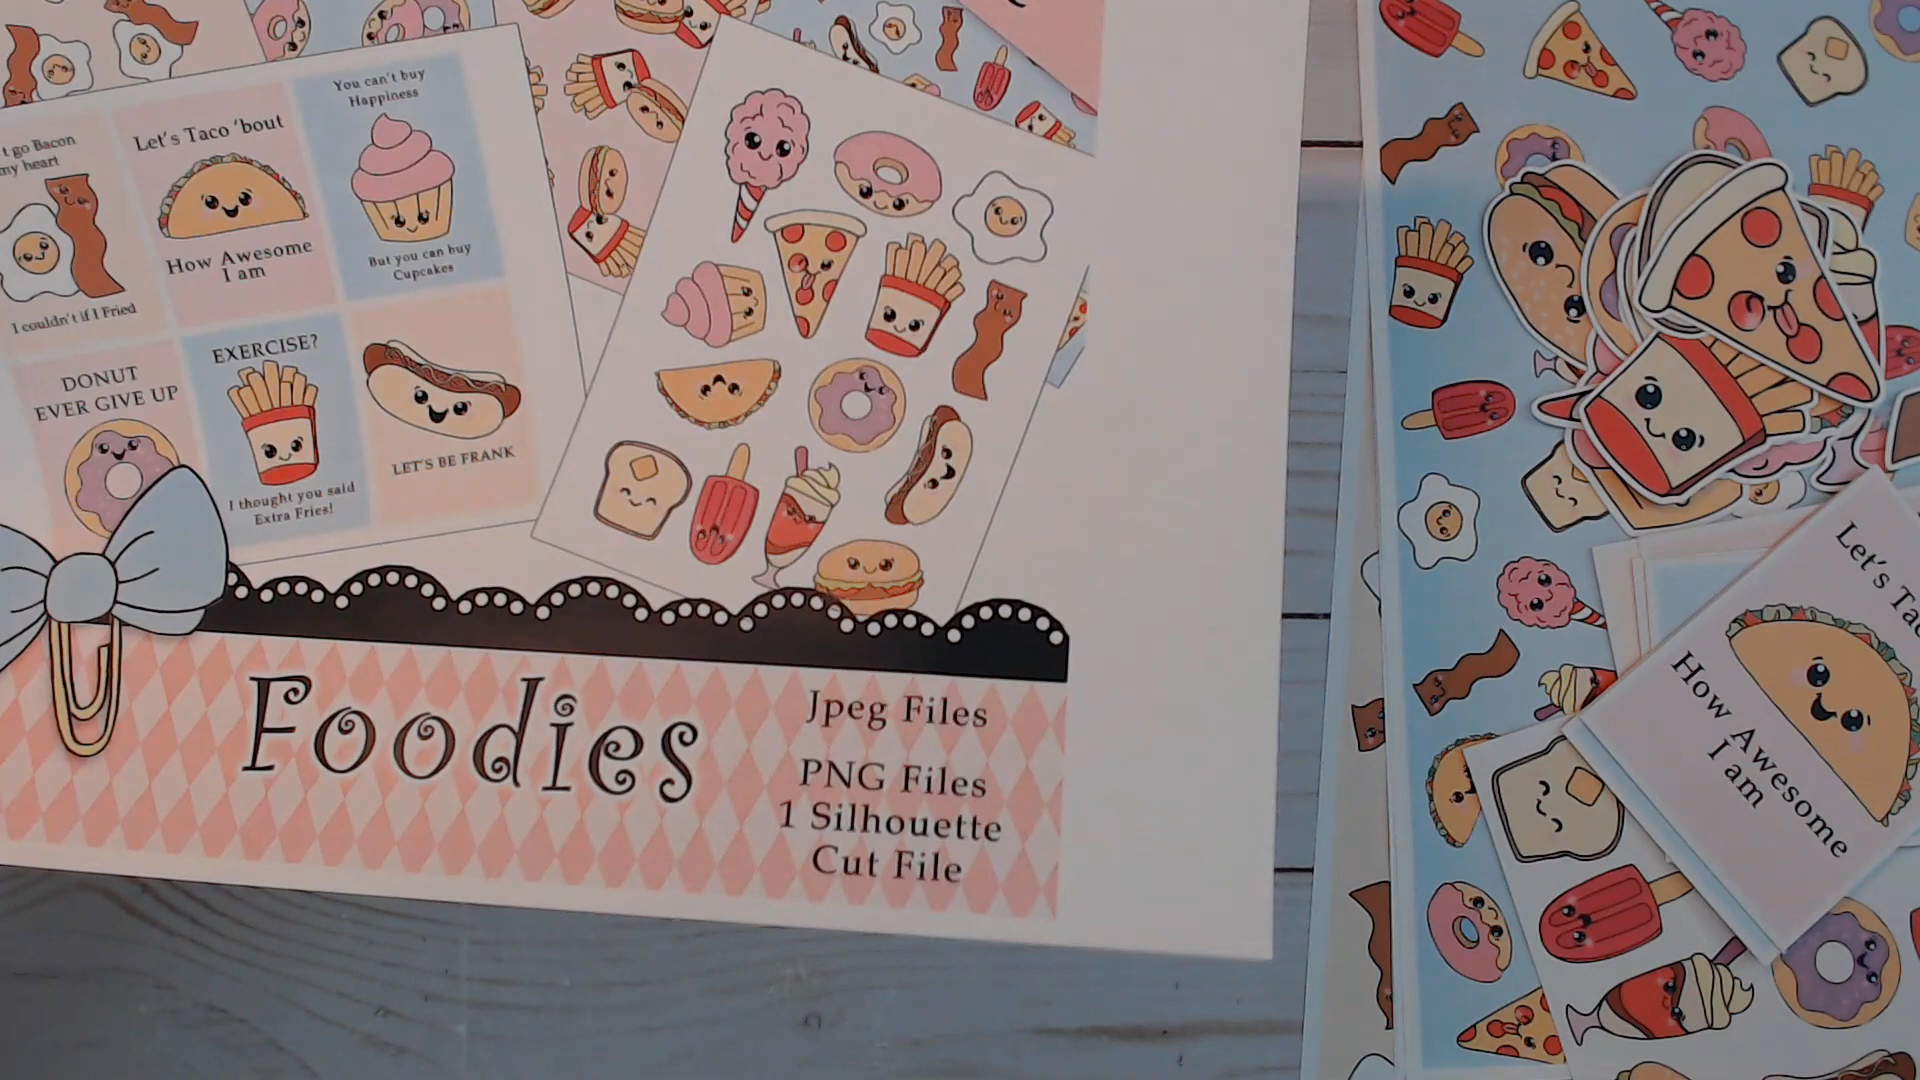 t go Bacon
my heart
I couldn't if I Fried
Let's Taco 'bout
How Awesome
I am
You can't buy
Happiness
But you can buy
Cupcakes
DONUT
EVER GIVE UP
EXERCISE?
I thought you said
Extra Fries!
LET'S BE FRANK
Foodies
Jpeg Files
PNG Files
1 Silhouette
Cut File
Let's Tac
How Awesome
I am